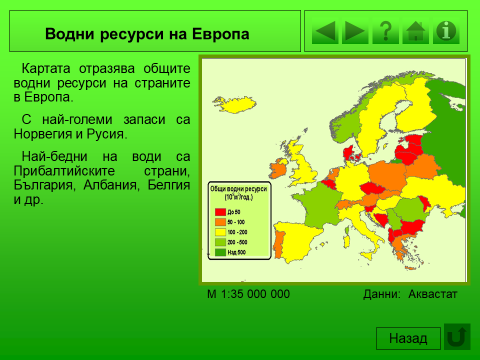 Водни ресурси на Европа
Картата отразява общите
водни ресурси на страните
в Европа.
С най-големи запаси са
Норвегия и Русия.
Най-бедни на води са
Прибалтийските страни,
България, Албания, Белгия
и др.
Общи водни ресурси
(10⁹м³/год.)
До 50
50 - 100
100 - 200
200 - 500
Над 500
М 1:35 000 000
Данни: Аквастат
Назад